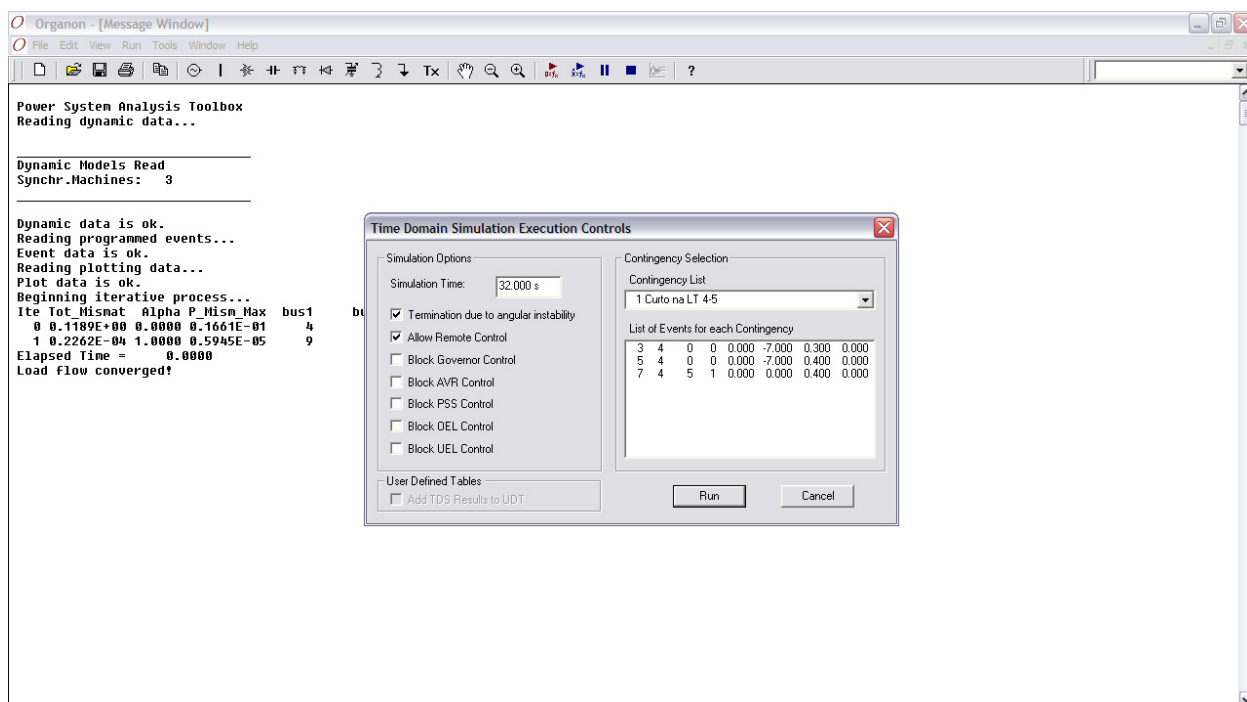 O Organon - [Message Window]
O File Edit View Run Tools Window Help
Tx ?
Power System Analysis Toolbox
Reading dynamic data...
Dynamic Models Read
Synchr.Machines: 3
Dynamic data is ok.
Reading programmed events...
Event data is ok.
Reading plotting data...
Plot data is ok.
Beginning iterative process...
Ite Tot_Mismat Alpha P_Mism_Max bus1 bu
0 0.1189E+00 0.0000 0.1661E-01 4
1 0.2262E-04 1.0000 0.5945E-05 9
Elapsed Time = 0.0000
Load flow converged!
Time Domain Simulation Execution Controls
Simulation Options
Simulation Time: 32.000 s
Termination due to angular instability
Allow Remote Control
Block Governor Control
Block AVR Control
Block PSS Control
Block OEL Control
Block UEL Control
User Defined Tables
Add TDS Results to UDT
Contingency Selection
Contingency List
1 Curto na LT 4-5
List of Events for each Contingency
3 4 0 0 0.000 -7.000 0.300 0.000
5 4 0 0 0.000 -7.000 0.400 0.000
7 4 5 1 0.000 0.000 0.400 0.000
Run Cancel